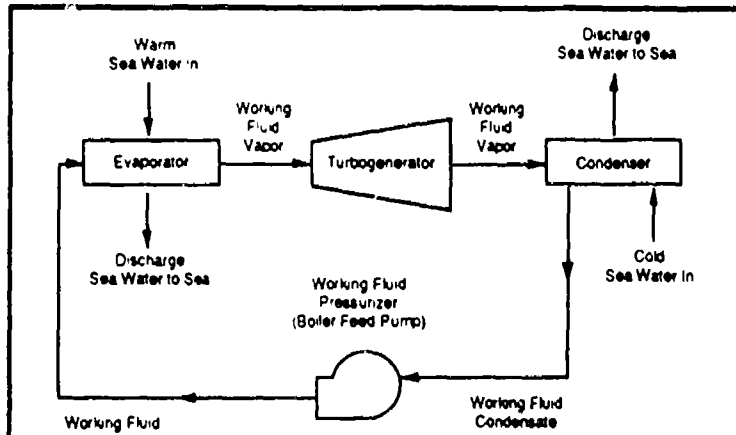 Warm
Sea Water In
Discharge
Sea Water to Sea
Working
Fluid
Vapor
Working
Fluid
Vapor
Evaporator
Turbogenerator
Condenser
Discharge
Sea Water to Sea
Cold
Sea Water In
Working Fluid
Pressurizer
(Boiler Feed Pump)
Working Fluid
Working Fluid
Condensate